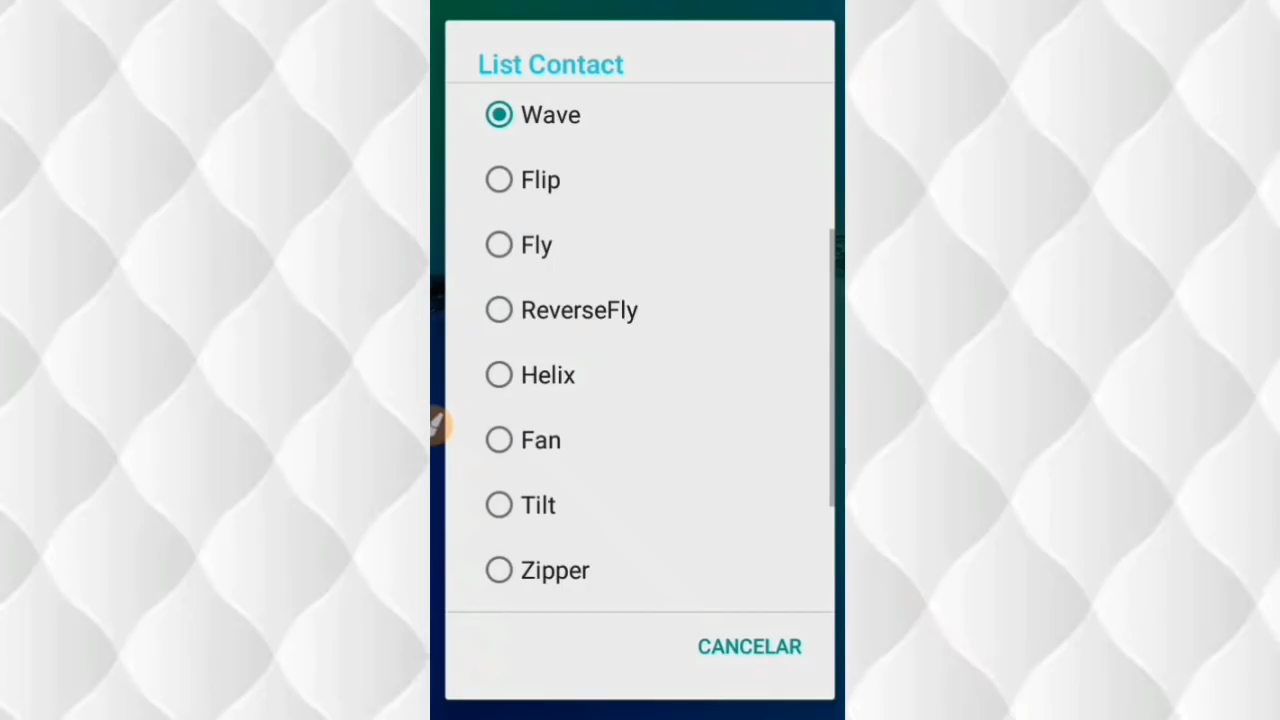 List Contact
Wave
Flip
Fly
ReverseFly
Helix
Fan
Tilt
Zipper
CANCELAR